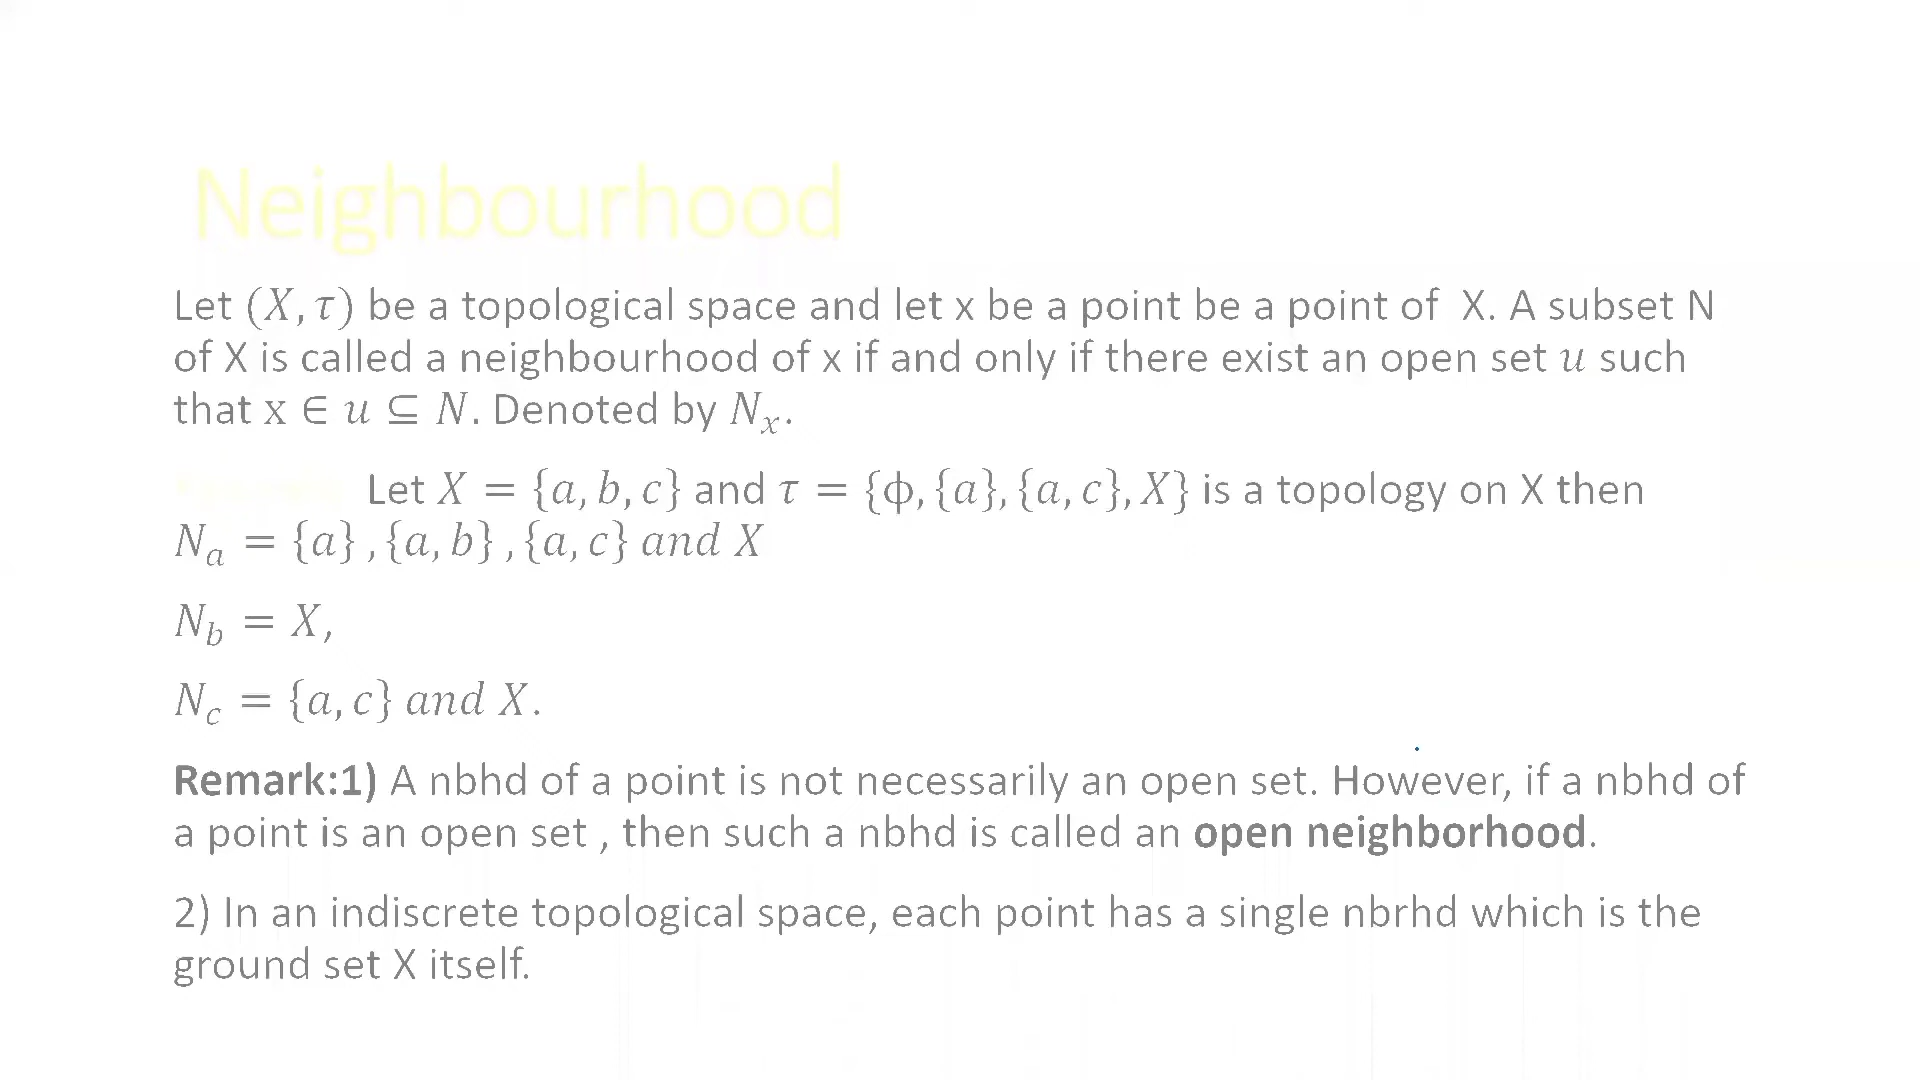 Neighbourhood
Let (X, τ) be a topological space and let x be a point be a point of X. A subset N
of X is called a neighbourhood of x if and only if there exist an open set u such
that x ∈ u ⊆ N. Denoted by Nₓ.
Let X = {a, b, c} and τ = {ϕ, {a}, {a, c}, X} is a topology on X then
Nₐ = {a} , {a, b} , {a, c} and X
N_b = X,
N_c = {a, c} and X.
Remark:1) A nbhd of a point is not necessarily an open set. However, if a nbhd of
a point is an open set , then such a nbhd is called an open neighborhood.
2) In an indiscrete topological space, each point has a single nbrhd which is the
ground set X itself.